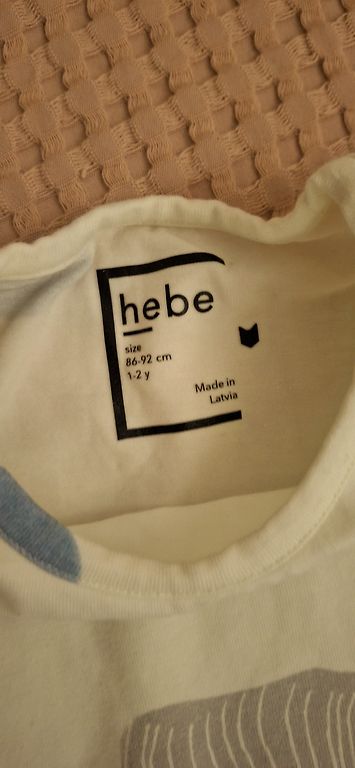 hebe
size
86-92 cm
1-2 y
Made in
Latvia